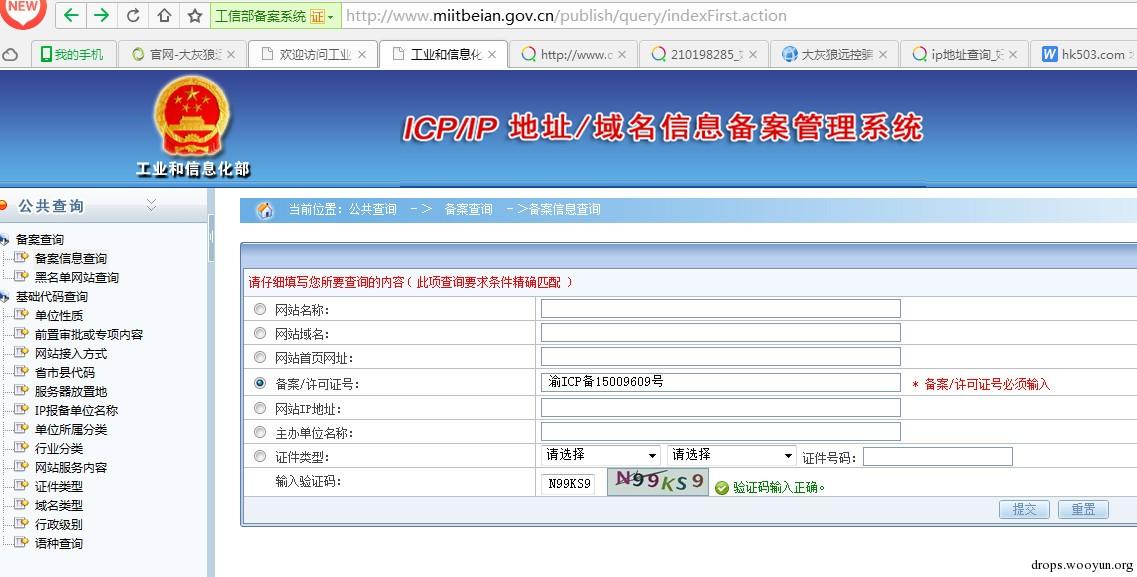 NEW
工信部备案系统 证 http://www.miitbeian.gov.cn/publish/query/indexFirst.action
我的手机 官网-大灰狼远 欢迎访问工业 工业和信息化 http://www.c 210198285_ 大灰狼远控骗 ip地址查询_好 hk503.com
工业和信息化部
ICP/IP 地址/域名信息备案管理系统
公共查询
当前位置：公共查询 -> 备案查询 ->备案信息查询
备案查询
备案信息查询
黑名单网站查询
基础代码查询
单位性质
前置审批或专项内容
网站接入方式
省市县代码
服务器放置地
IP报备单位名称
单位所属分类
行业分类
网站服务内容
证件类型
域名类型
行政级别
语种查询
请仔细填写您所要查询的内容（此项查询要求条件精确匹配 ）
网站名称：
网站域名：
网站首页网址：
备案/许可证号： 渝ICP备15009609号 * 备案/许可证号必须输入
网站IP地址：
主办单位名称：
证件类型： 请选择 请选择 证件号码：
输入验证码： N99KS9 N99KS9 验证码输入正确。
提交 重置
drops.wooyun.org